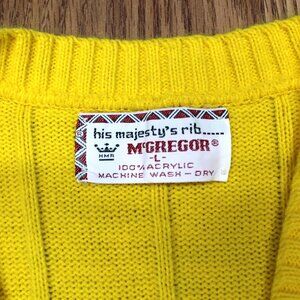 his majesty's rib.....
HMR
McGREGOR®
-L-
100% ACRYLIC
MACHINE WASH - DRY